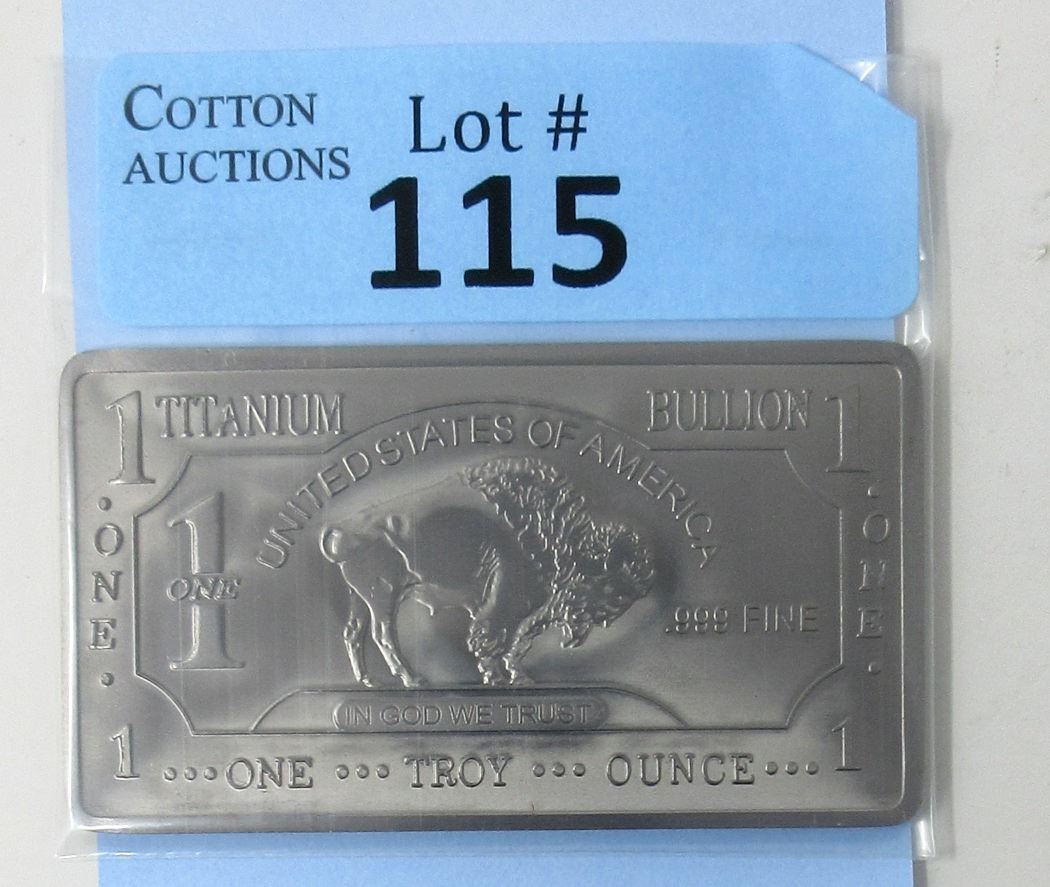 COTTON
AUCTIONS
Lot #
115
1 TITANIUM BULLION 1
UNITED STATES OF AMERICA
• ONE •
1
ONE
.999 FINE
• ONE •
IN GOD WE TRUST
1 •••ONE ••• TROY ••• OUNCE••• 1